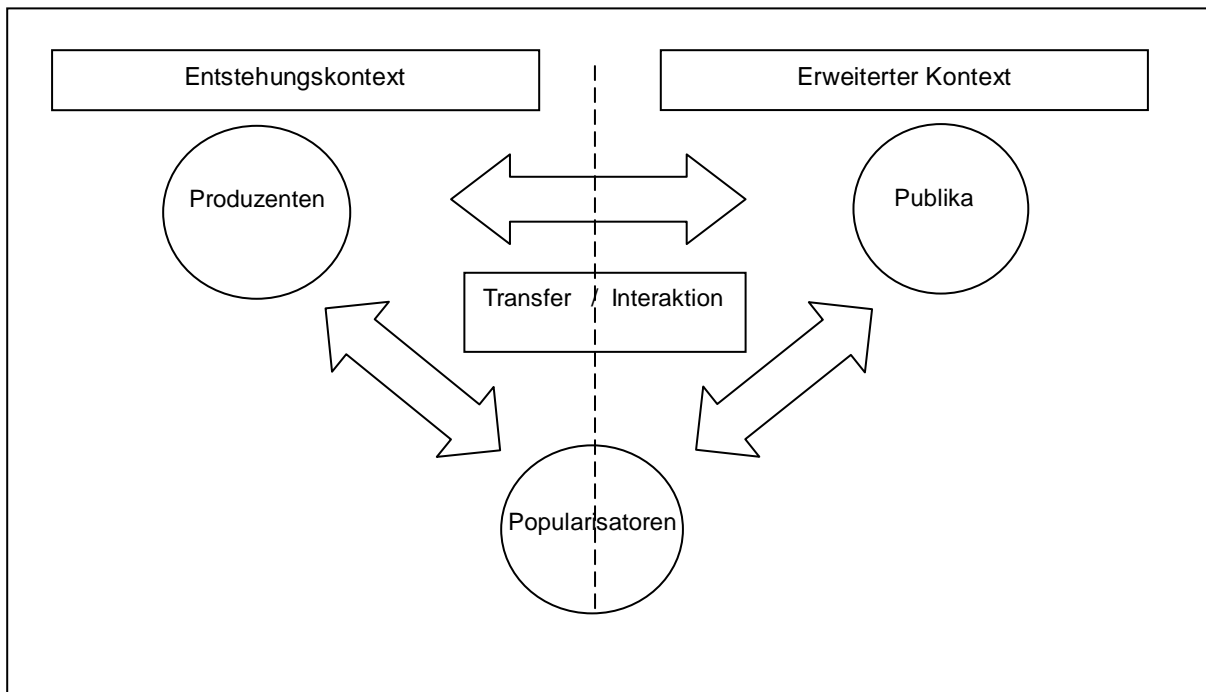 Entstehungskontext
Erweiterter Kontext
Produzenten
Publika
Transfer / Interaktion
Popularisatoren